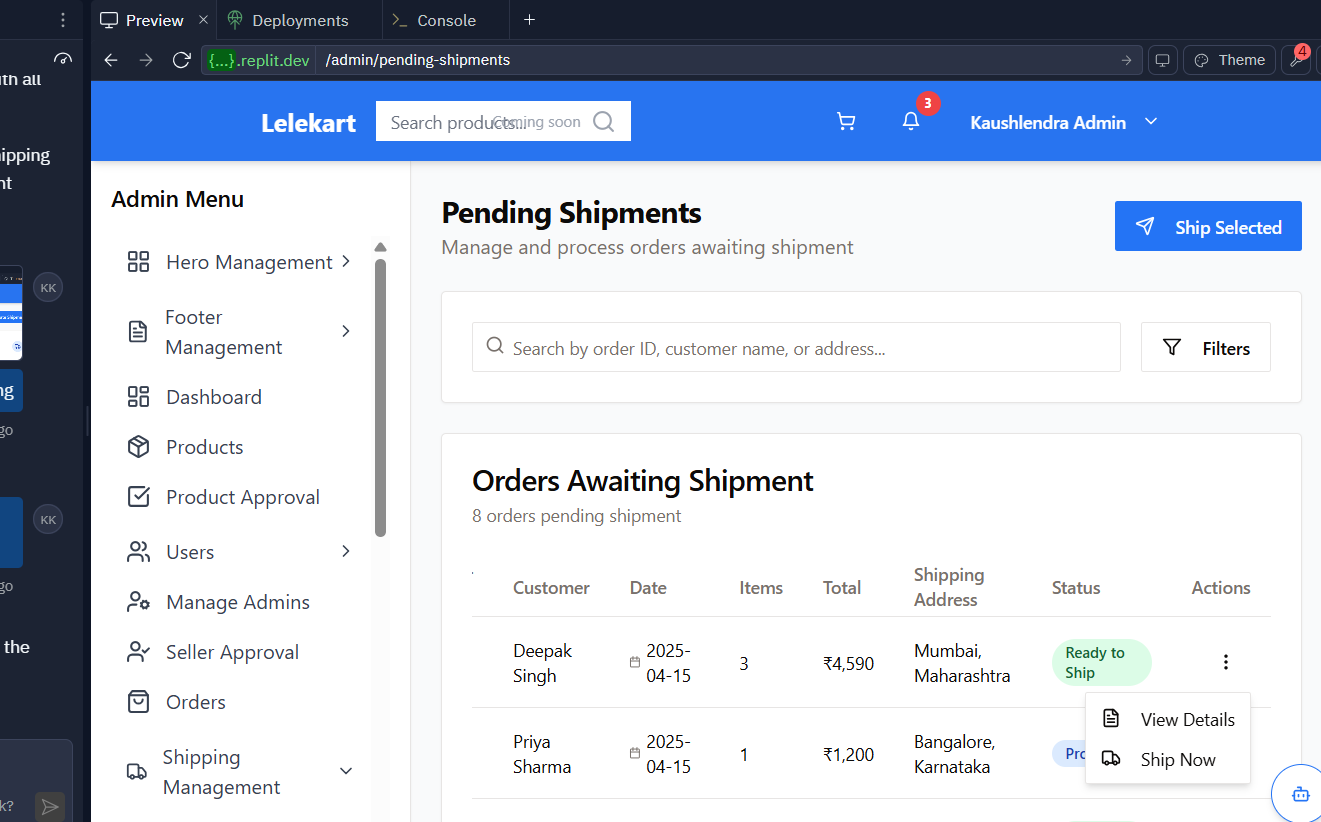 Preview
Deployments
Console
{...}.replit.dev
/admin/pending-shipments
Theme
4
Lelekart
Search products...
Coming soon
3
Kaushlendra Admin
ith all
ipping
nt
KK
ng
go
KK
go
the
k?
Admin Menu
Hero Management
Footer
Management
Dashboard
Products
Product Approval
Users
Manage Admins
Seller Approval
Orders
Shipping
Management
Pending Shipments
Manage and process orders awaiting shipment
Ship Selected
Search by order ID, customer name, or address...
Filters
Orders Awaiting Shipment
8 orders pending shipment
Customer Date Items Total Shipping Address Status Actions
Deepak Singh 2025-04-15 3 ₹4,590 Mumbai, Maharashtra Ready to Ship
View Details
Ship Now
Priya Sharma 2025-04-15 1 ₹1,200 Bangalore, Karnataka Pro